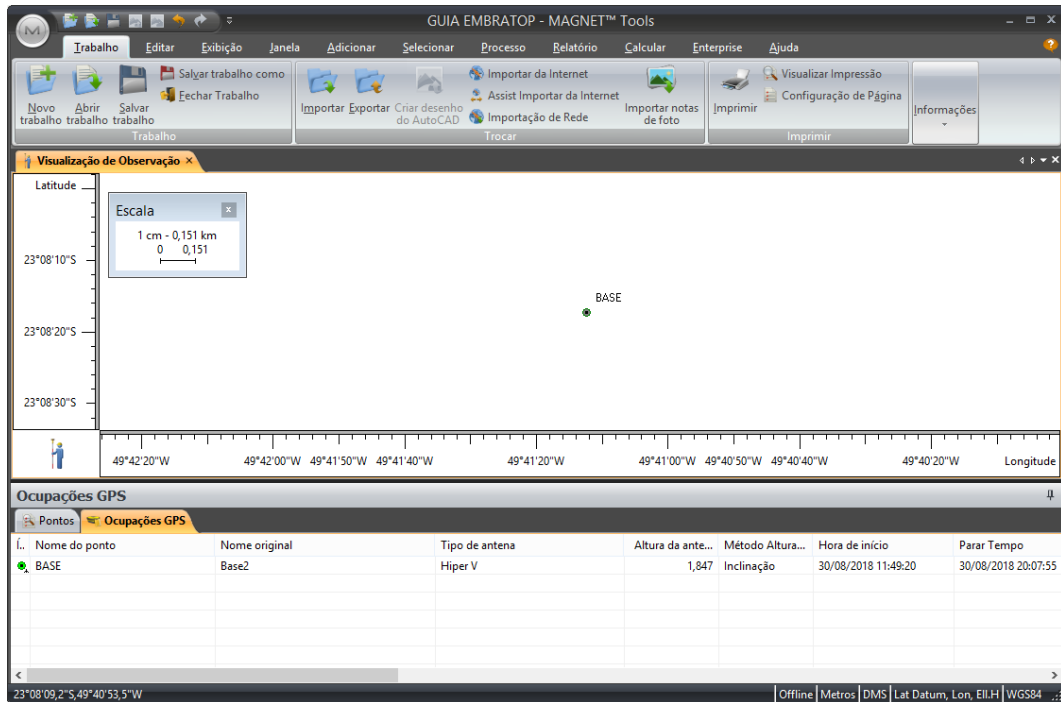 GUIA EMBRATOP - MAGNET™ Tools
Trabalho Editar Exibição Janela Adicionar Selecionar Processo Relatório Calcular Enterprise Ajuda
Novo trabalho
Abrir trabalho
Salvar trabalho
Salvar trabalho como
Fechar Trabalho
Trabalho
Importar
Exportar
Criar desenho do AutoCAD
Importar da Internet
Assist Importar da Internet
Importação de Rede
Importar notas de foto
Trocar
Imprimir
Visualizar Impressão
Configuração de Página
Imprimir
Informações
Visualização de Observação
Latitude
Escala
1 cm - 0,151 km
0 0,151
23°08'10"S
BASE
23°08'20"S
23°08'30"S
49°42'20"W 49°42'00"W 49°41'50"W 49°41'40"W 49°41'20"W 49°41'00"W 49°40'50"W 49°40'40"W 49°40'20"W Longitude
Ocupações GPS
Pontos Ocupações GPS
Í... Nome do ponto Nome original Tipo de antena Altura da ante... Método Altura... Hora de início Parar Tempo
BASE Base2 Hiper V 1,847 Inclinação 30/08/2018 11:49:20 30/08/2018 20:07:55
23°08'09,2"S,49°40'53,5"W Offline Metros DMS Lat Datum, Lon, Ell.H WGS84